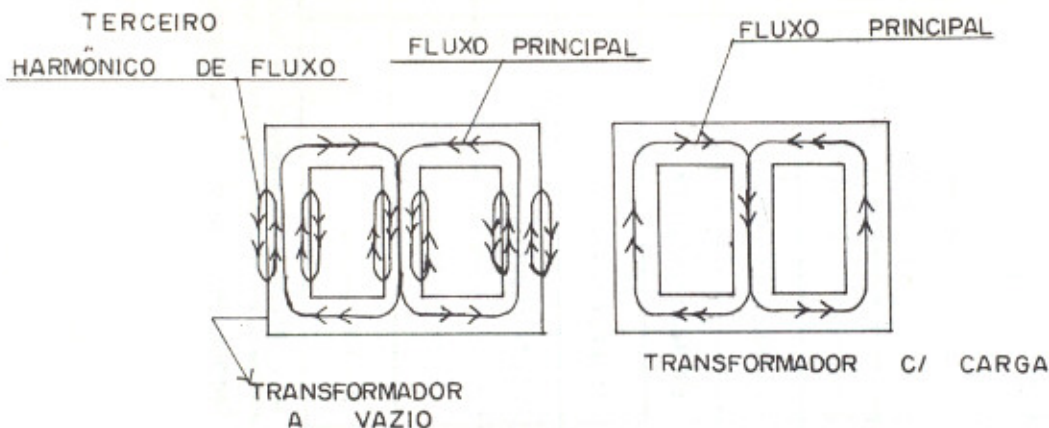 TERCEIRO
HARMÔNICO DE FLUXO
FLUXO PRINCIPAL
FLUXO PRINCIPAL
TRANSFORMADOR
A VAZIO
TRANSFORMADOR C/ CARGA